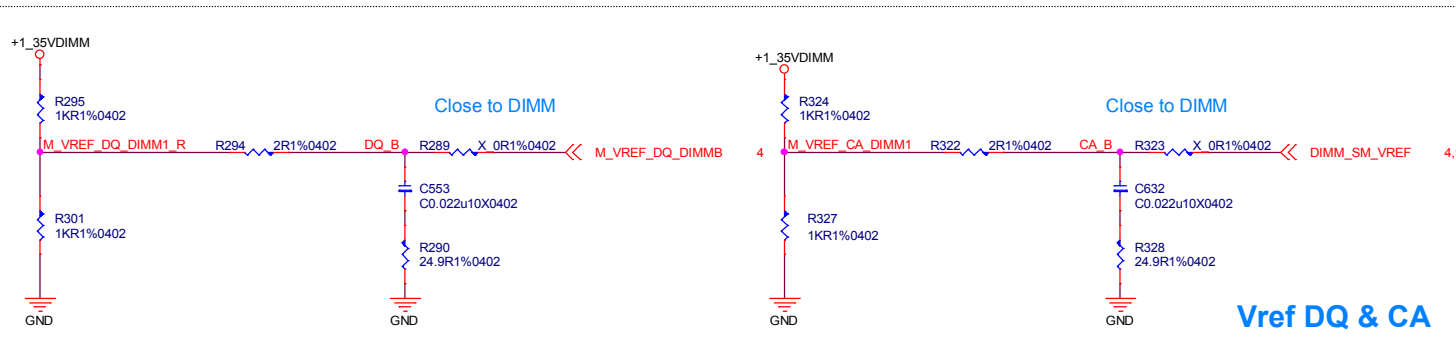 +1_35VDIMM
R295
1KR1%0402
Close to DIMM
M_VREF_DQ_DIMM1_R
R294
2R1%0402
DQ_B
R289
X_0R1%0402
M_VREF_DQ_DIMMB
4
C553
C0.022u10X0402
R301
1KR1%0402
R290
24.9R1%0402
GND
GND
+1_35VDIMM
R324
1KR1%0402
Close to DIMM
M_VREF_CA_DIMM1
R322
2R1%0402
CA_B
R323
X_0R1%0402
DIMM_SM_VREF
4,
C632
C0.022u10X0402
R327
1KR1%0402
R328
24.9R1%0402
GND
GND
Vref DQ & CA